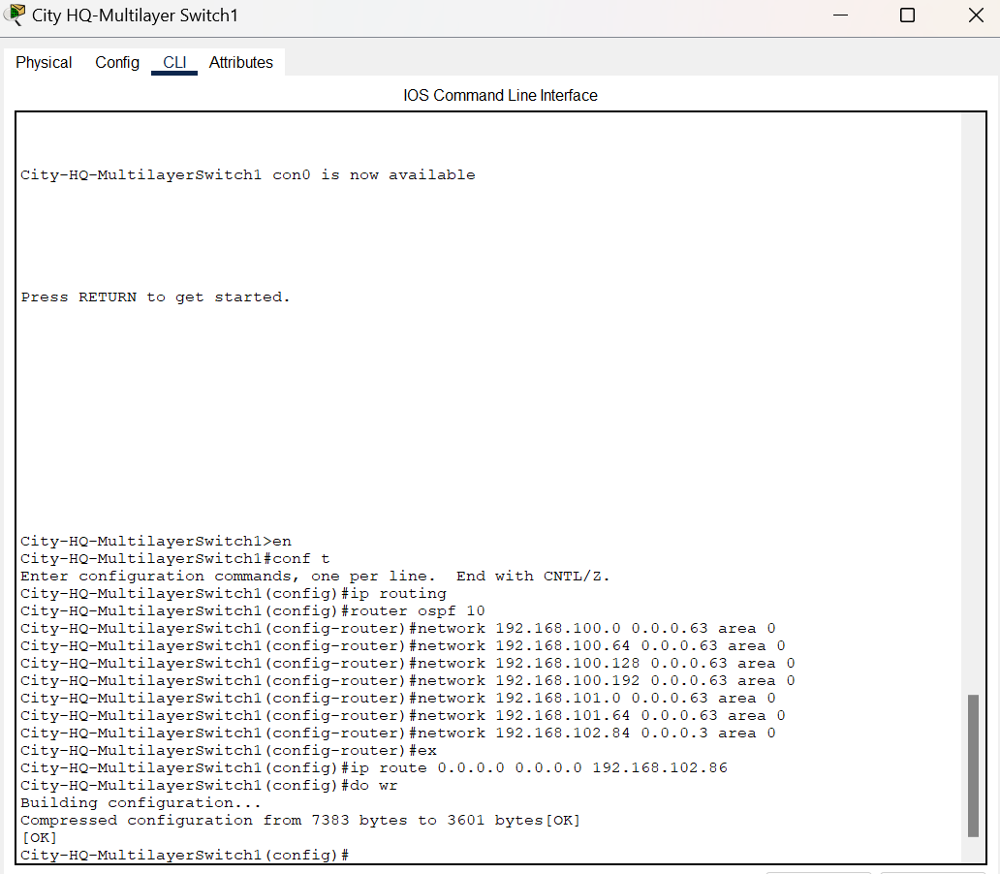 City HQ-Multilayer Switch1
Physical Config CLI Attributes
IOS Command Line Interface
City-HQ-MultilayerSwitch1 con0 is now available
Press RETURN to get started.
City-HQ-MultilayerSwitch1>en
City-HQ-MultilayerSwitch1#conf t
Enter configuration commands, one per line.  End with CNTL/Z.
City-HQ-MultilayerSwitch1(config)#ip routing
City-HQ-MultilayerSwitch1(config)#router ospf 10
City-HQ-MultilayerSwitch1(config-router)#network 192.168.100.0 0.0.0.63 area 0
City-HQ-MultilayerSwitch1(config-router)#network 192.168.100.64 0.0.0.63 area 0
City-HQ-MultilayerSwitch1(config-router)#network 192.168.100.128 0.0.0.63 area 0
City-HQ-MultilayerSwitch1(config-router)#network 192.168.100.192 0.0.0.63 area 0
City-HQ-MultilayerSwitch1(config-router)#network 192.168.101.0 0.0.0.63 area 0
City-HQ-MultilayerSwitch1(config-router)#network 192.168.101.64 0.0.0.63 area 0
City-HQ-MultilayerSwitch1(config-router)#network 192.168.102.84 0.0.0.3 area 0
City-HQ-MultilayerSwitch1(config-router)#ex
City-HQ-MultilayerSwitch1(config)#ip route 0.0.0.0 0.0.0.0 192.168.102.86
City-HQ-MultilayerSwitch1(config)#do wr
Building configuration...
Compressed configuration from 7383 bytes to 3601 bytes[OK]
[OK]
City-HQ-MultilayerSwitch1(config)#